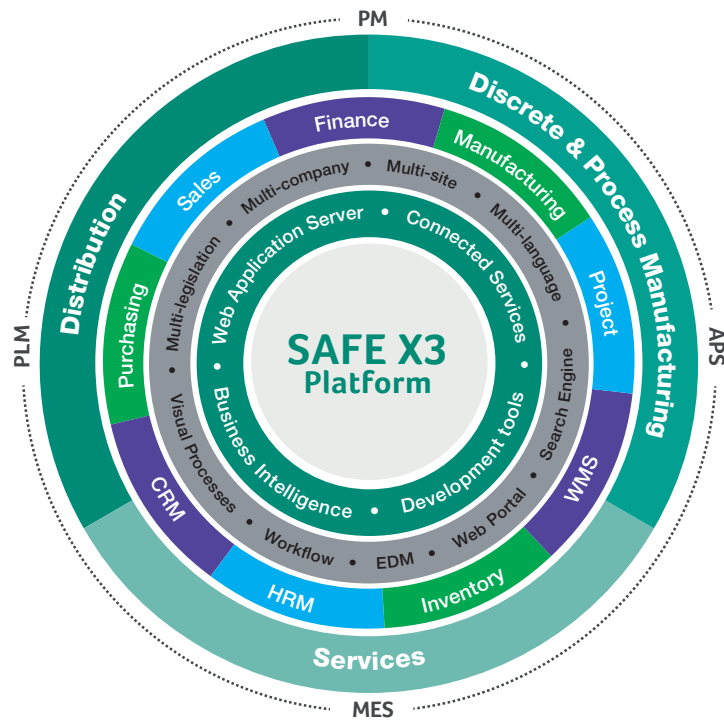 PM
Discrete & Process Manufacturing
APS
Services
MES
Distribution
PLM
Finance
Manufacturing
Project
WMS
Inventory
HRM
CRM
Purchasing
Sales
Multi-company • Multi-site • Multi-language • Search Engine • Web Portal • EDM • Workflow • Visual Processes • Multi-legislation •
Web Application Server • Connected Services • Development tools • Business Intelligence •
SAFE X3
Platform